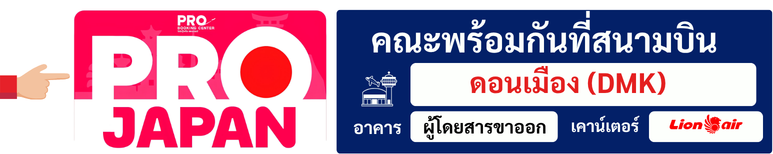 PRO
BOOKING CENTER
PRO
JAPAN
คณะพร้อมกันที่สนามบิน
ดอนเมือง (DMK)
อาคาร ผู้โดยสารขาออก เคาน์เตอร์ Lion air